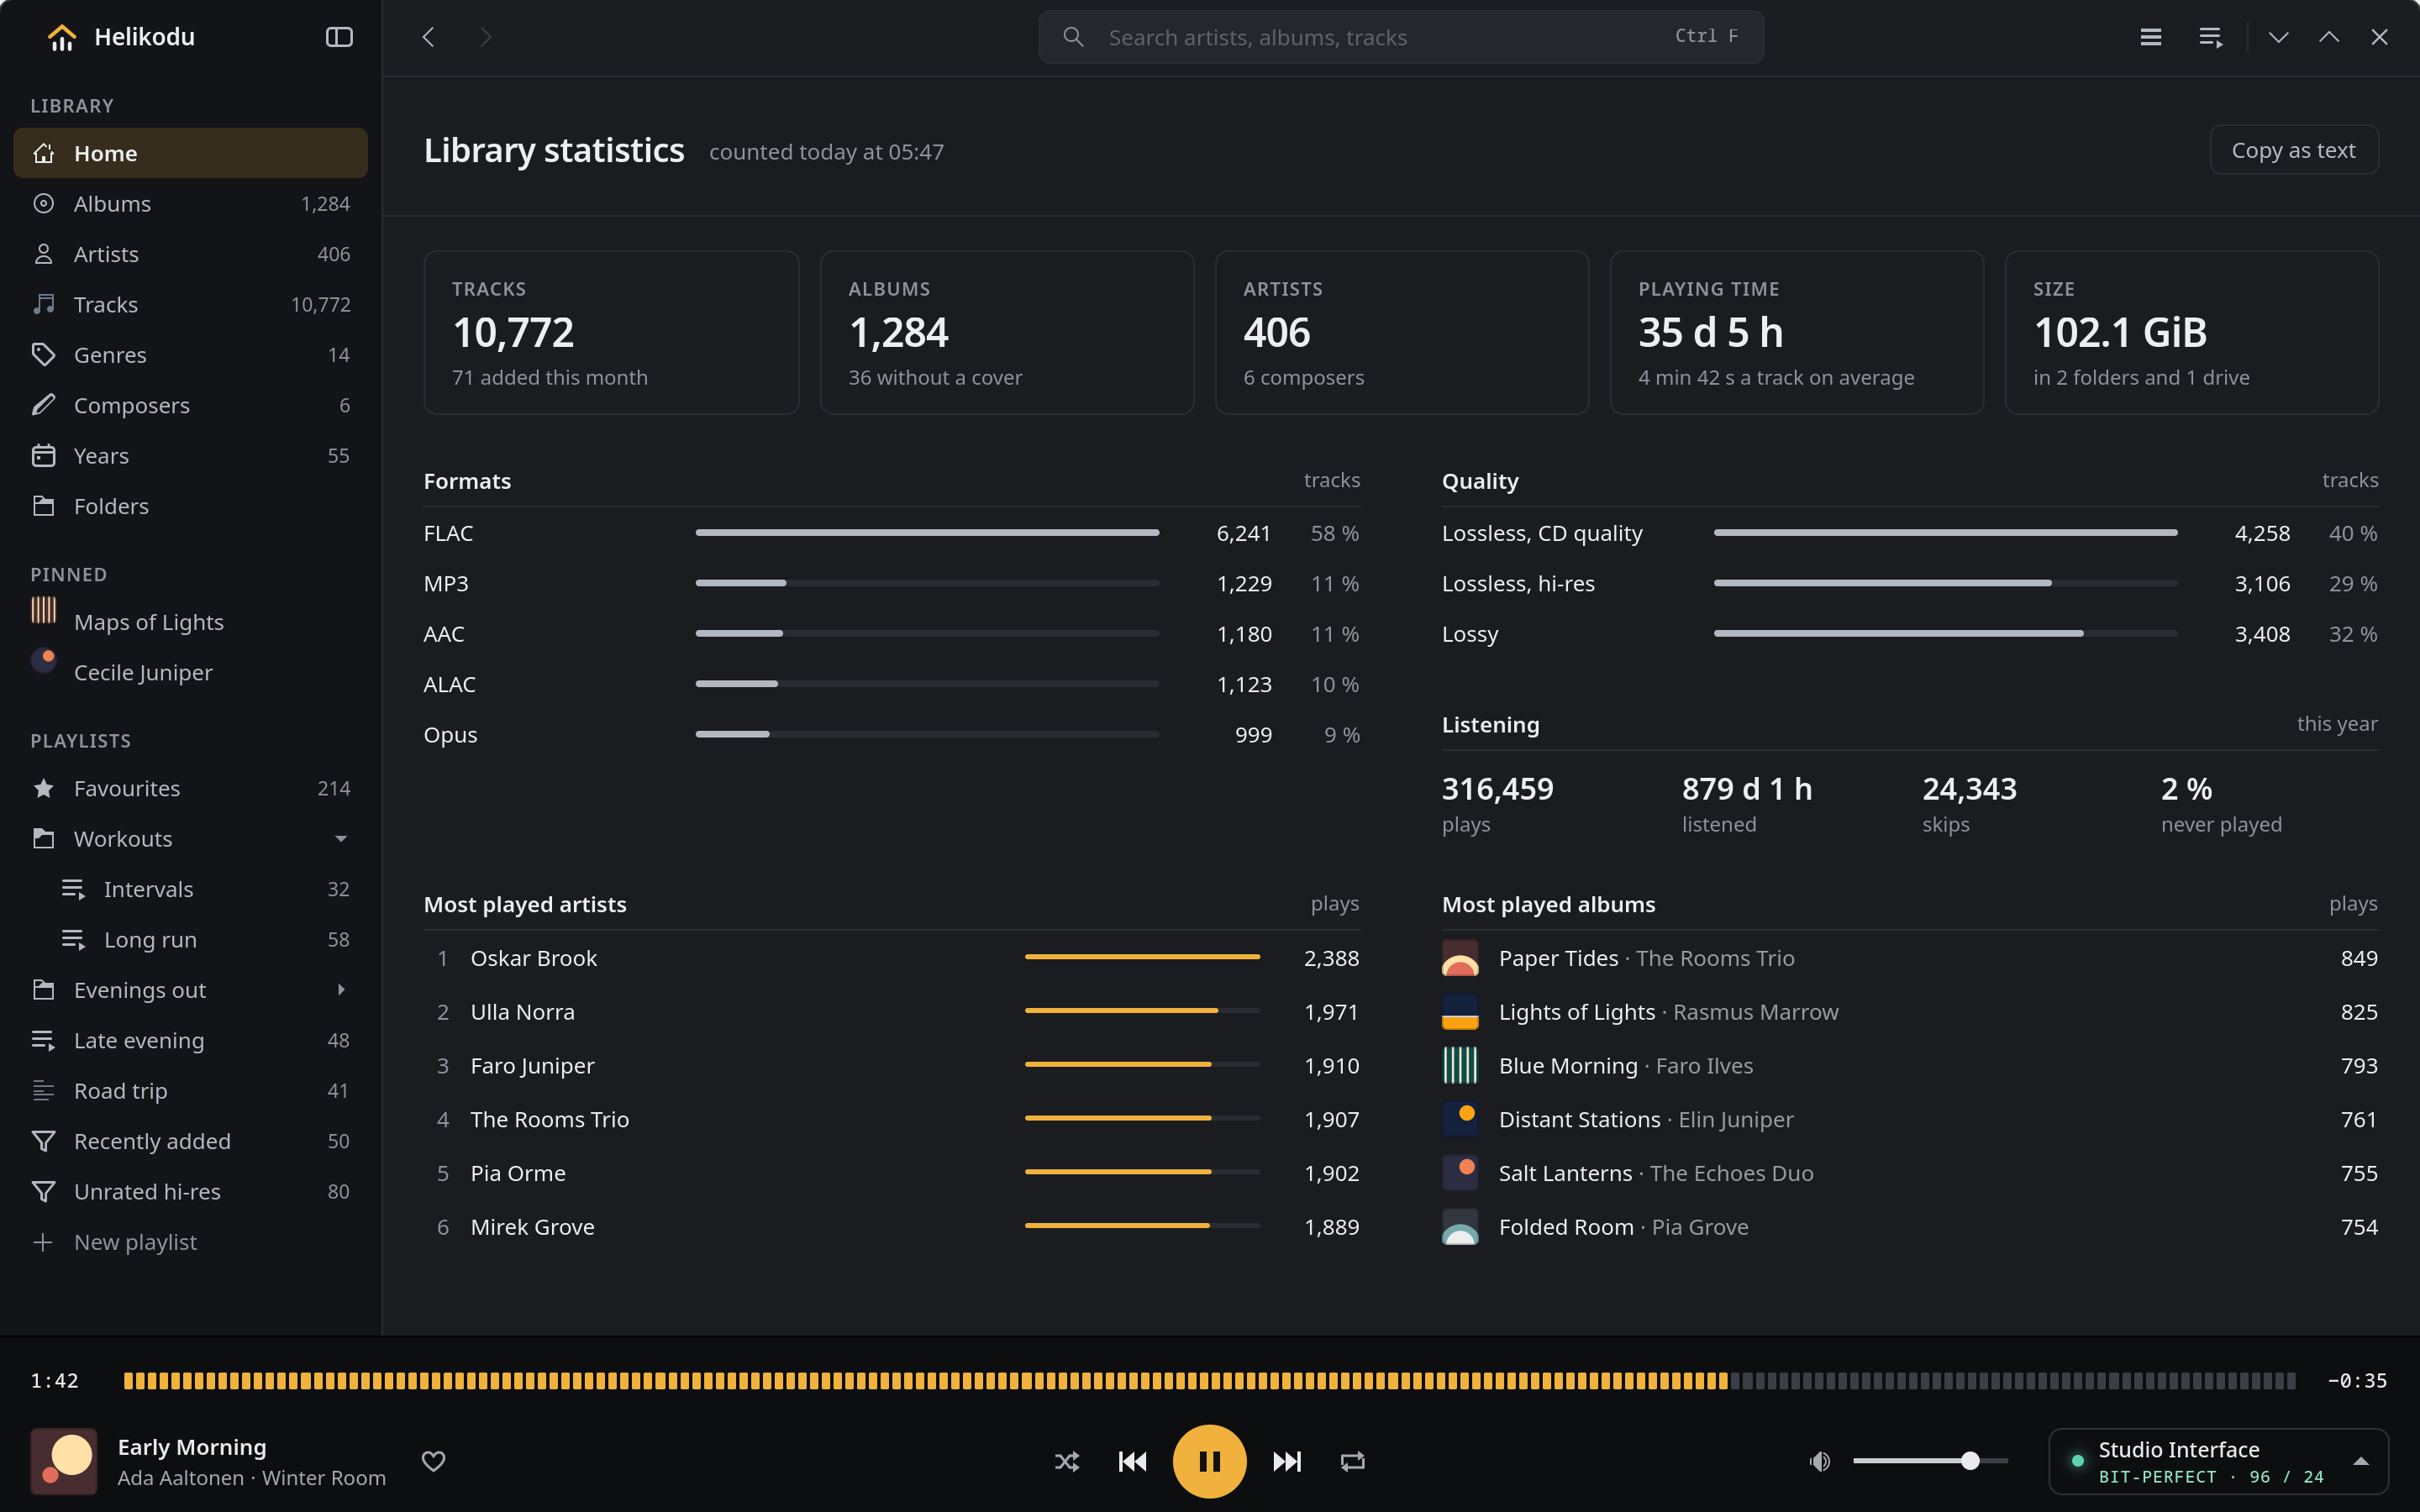 Helikodu
Search artists, albums, tracks
Ctrl F
LIBRARY
Home
Albums 1,284
Artists 406
Tracks 10,772
Genres 14
Composers 6
Years 55
Folders
PINNED
Maps of Lights
Cecile Juniper
PLAYLISTS
Favourites 214
Workouts
Intervals 32
Long run 58
Evenings out
Late evening 48
Road trip 41
Recently added 50
Unrated hi-res 80
New playlist
Library statistics counted today at 05:47
Copy as text
TRACKS
10,772
71 added this month
ALBUMS
1,284
36 without a cover
ARTISTS
406
6 composers
PLAYING TIME
35 d 5 h
4 min 42 s a track on average
SIZE
102.1 GiB
in 2 folders and 1 drive
Formats tracks
FLAC 6,241 58 %
MP3 1,229 11 %
AAC 1,180 11 %
ALAC 1,123 10 %
Opus 999 9 %
Quality tracks
Lossless, CD quality 4,258 40 %
Lossless, hi-res 3,106 29 %
Lossy 3,408 32 %
Listening this year
316,459 879 d 1 h 24,343 2 %
plays listened skips never played
Most played artists plays
1 Oskar Brook 2,388
2 Ulla Norra 1,971
3 Faro Juniper 1,910
4 The Rooms Trio 1,907
5 Pia Orme 1,902
6 Mirek Grove 1,889
Most played albums plays
Paper Tides · The Rooms Trio 849
Lights of Lights · Rasmus Marrow 825
Blue Morning · Faro Ilves 793
Distant Stations · Elin Juniper 761
Salt Lanterns · The Echoes Duo 755
Folded Room · Pia Grove 754
1:42 −0:35
Early Morning
Ada Aaltonen · Winter Room
Studio Interface
BIT-PERFECT · 96 / 24